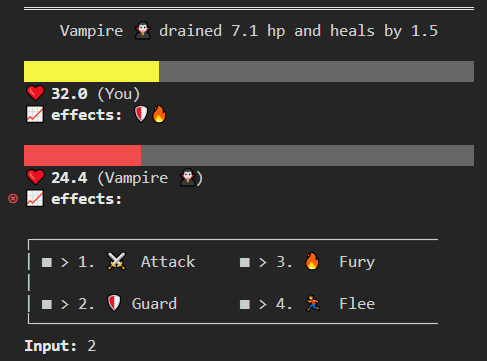 Vampire 🧛🏻 drained 7.1 hp and heals by 1.5
❤️ 32.0 (You)
📈 effects: 🛡️🔥
❤️ 24.4 (Vampire 🧛🏻)
📈 effects:
■ > 1. ⚔️ Attack ■ > 3. 🔥 Fury
■ > 2. 🛡️ Guard ■ > 4. 🏃 Flee
Input: 2